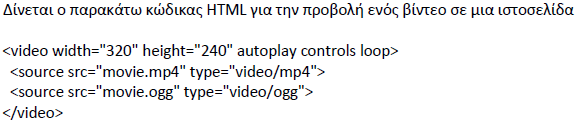 Δίνεται ο παρακάτω κώδικας HTML για την προβολή ενός βίντεο σε μια ιστοσελίδα
<video width="320" height="240" autoplay controls loop>
<source src="movie.mp4" type="video/mp4">
<source src="movie.ogg" type="video/ogg">
</video>